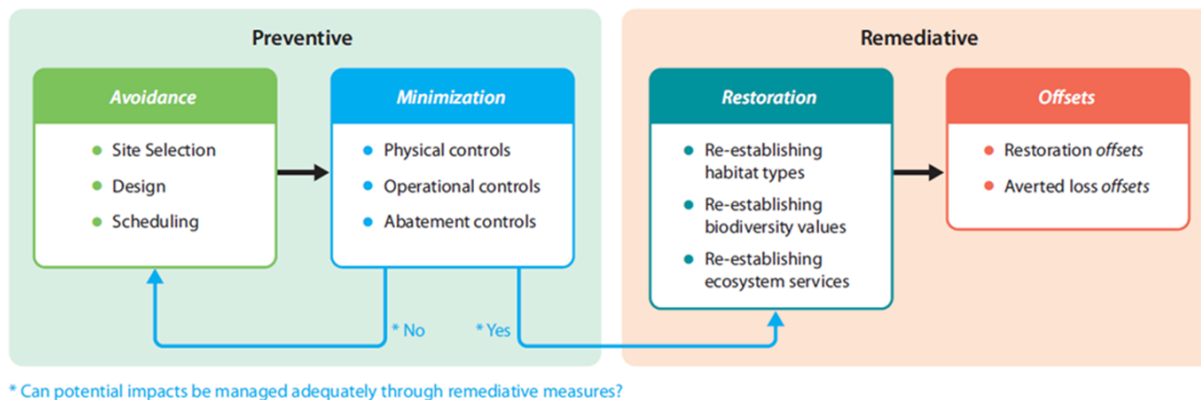 Preventive
Avoidance
Site Selection
Design
Scheduling
Minimization
Physical controls
Operational controls
Abatement controls
* No
* Yes
Remediative
Restoration
Re-establishing
habitat types
Re-establishing
biodiversity values
Re-establishing
ecosystem services
Offsets
Restoration offsets
Averted loss offsets
* Can potential impacts be managed adequately through remediative measures?